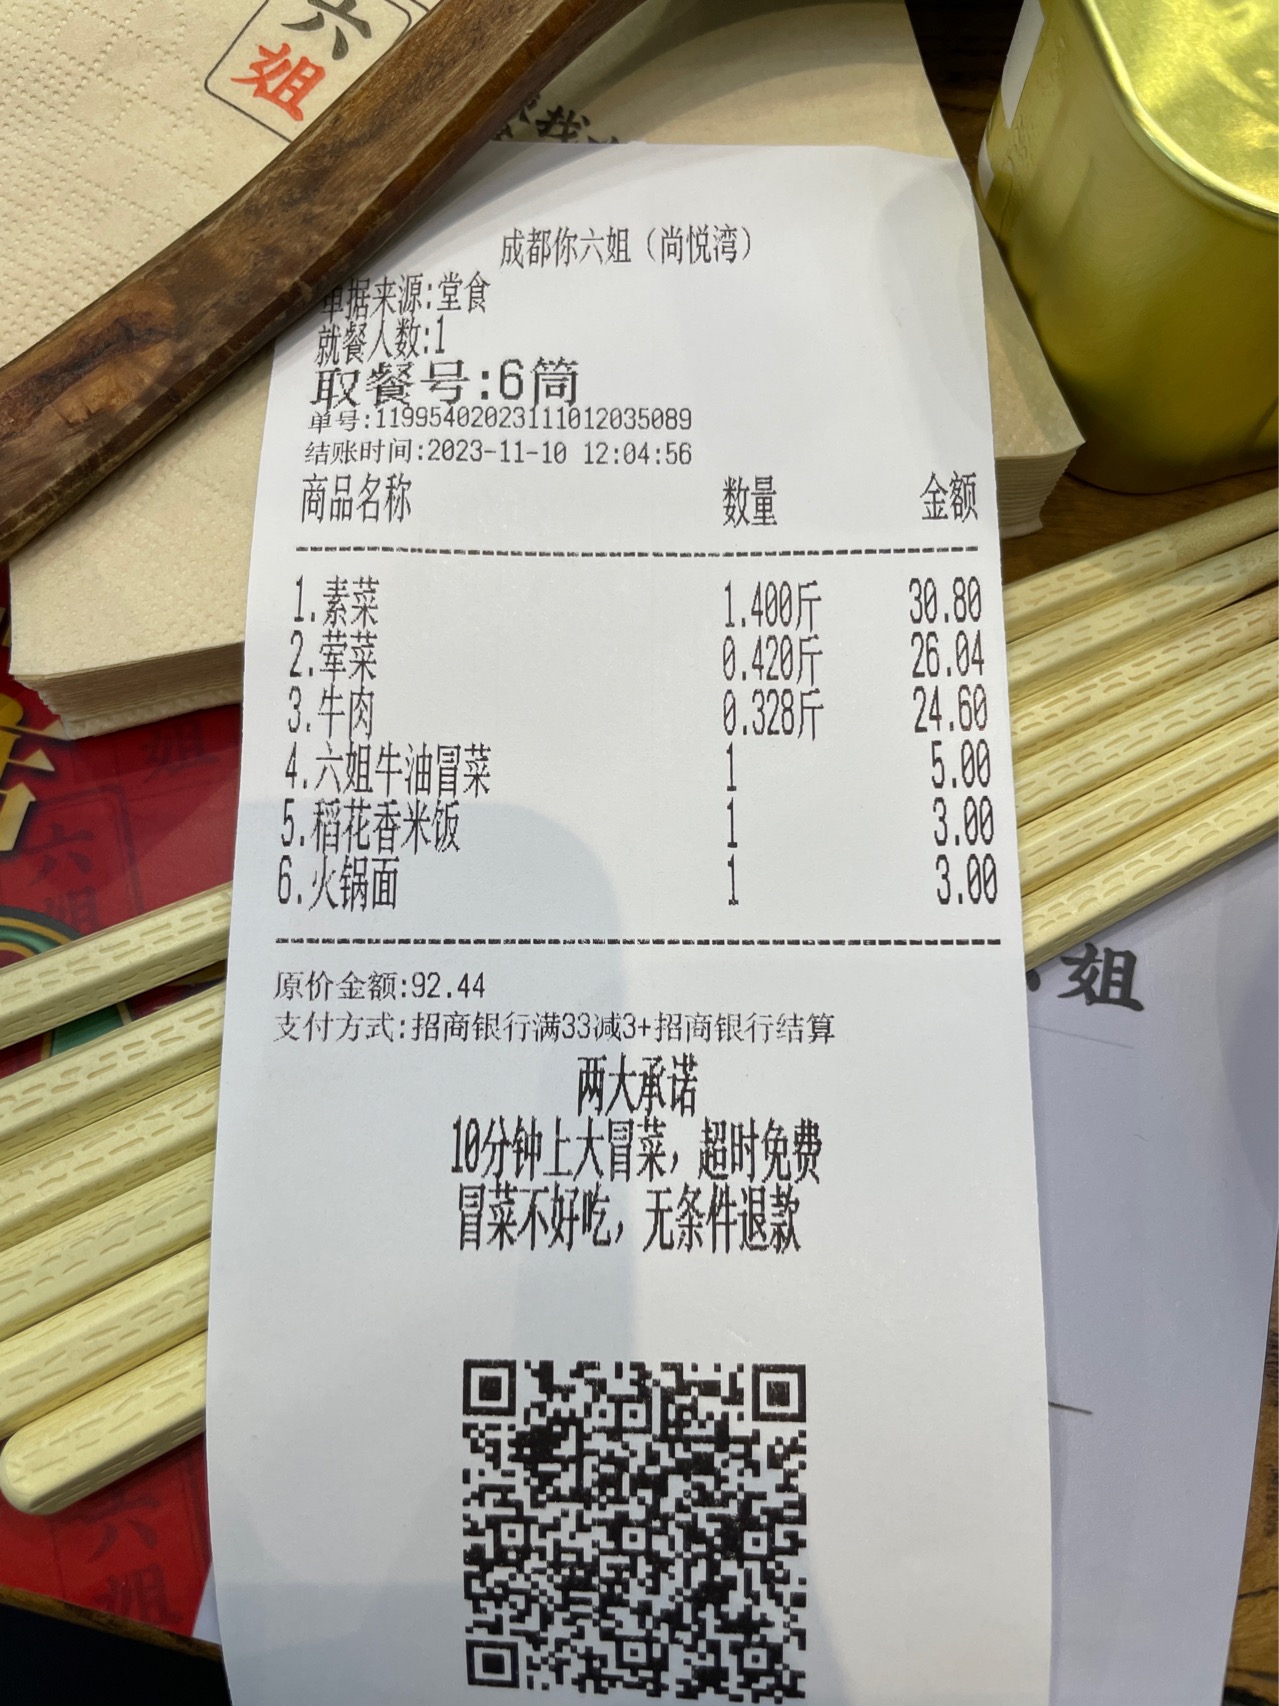 六
姐
成都你六姐（尚悦湾）
单据来源:堂食
就餐人数:1
取餐号:6筒
单号:11995402023111012035089
结账时间:2023-11-10 12:04:56
商品名称 数量 金额
1.素菜 1.400斤 30.80
2.荤菜 0.420斤 26.04
3.牛肉 0.328斤 24.60
4.六姐牛油冒菜 1 5.00
5.稻花香米饭 1 3.00
6.火锅面 1 3.00
原价金额:92.44
支付方式:招商银行满33减3+招商银行结算
两大承诺
10分钟上大冒菜，超时免费
冒菜不好吃，无条件退款
姐
六姐
六姐